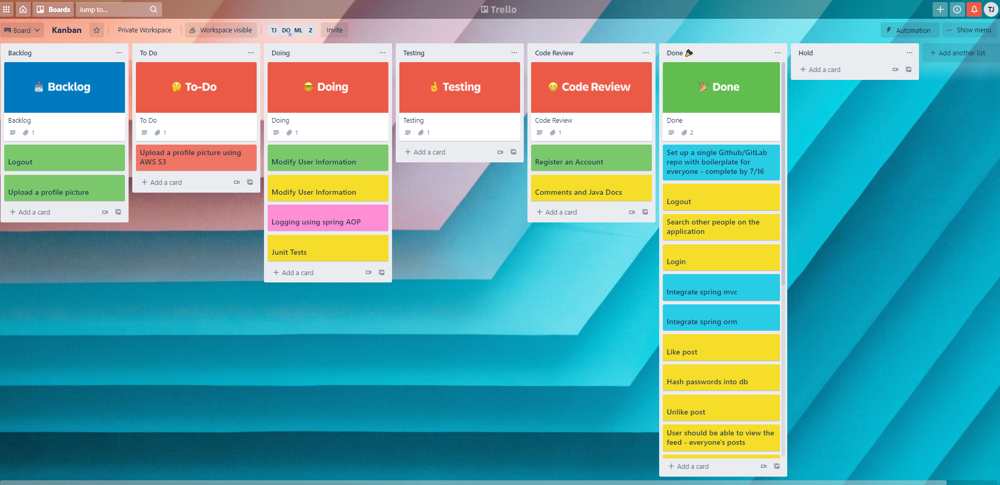 Boards
Jump to...
Trello
TJ
Board
Kanban
Private Workspace
Workspace visible
TJ DO ML Z
Invite
Automation
Show menu
Backlog
Backlog
Backlog
1
Logout
Upload a profile picture
Add a card
To Do
To-Do
To Do
1
Upload a profile picture using
AWS S3
Add a card
Doing
Doing
Doing
1
Modify User Information
Modify User Information
Logging using spring AOP
Junit Tests
Add a card
Testing
Testing
Testing
1
Add a card
Code Review
Code Review
Code Review
1
Register an Account
Comments and Java Docs
Add a card
Done
Done
Done
2
Set up a single Github/GitLab
repo with boilerplate for
everyone - complete by 7/16
Logout
Search other people on the
application
Login
Integrate spring mvc
Integrate spring orm
Like post
Hash passwords into db
Unlike post
User should be able to view the
feed - everyone's posts
Add a card
Hold
Add a card
Add another list